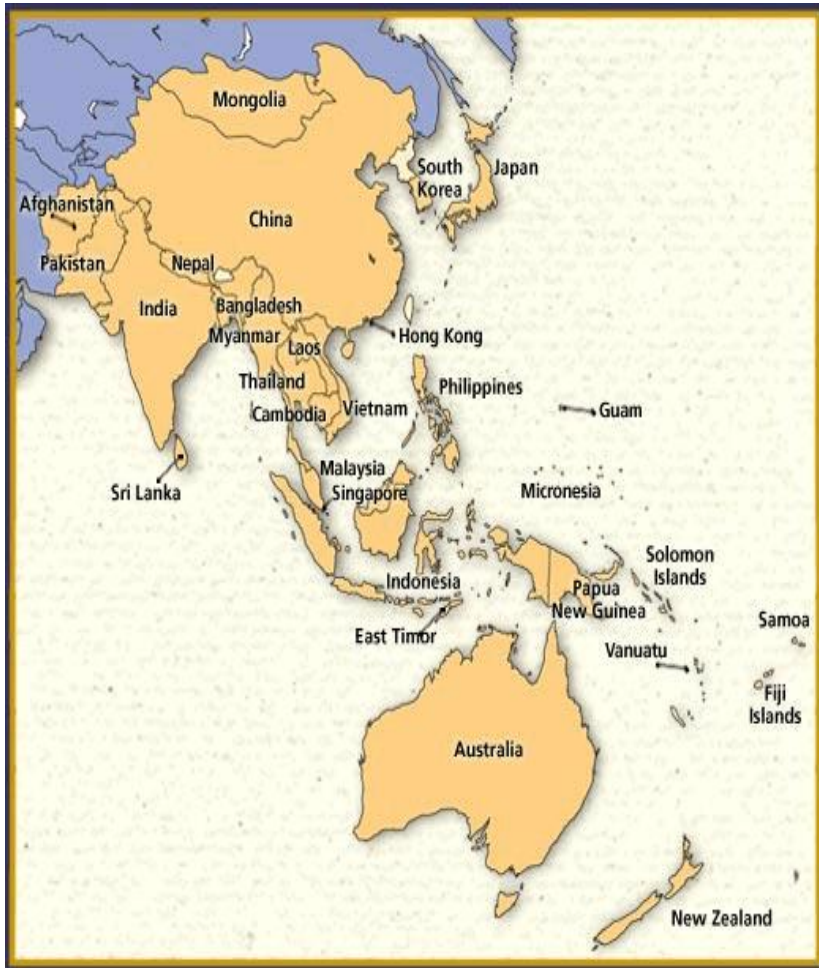 Mongolia
South
Korea
Japan
Afghanistan
China
Pakistan
Nepal
India
Bangladesh
Myanmar
Laos
Hong Kong
Thailand
Cambodia
Vietnam
Philippines
Guam
Sri Lanka
Malaysia
Singapore
Micronesia
Indonesia
Solomon
Islands
Papua
New Guinea
East Timor
Samoa
Vanuatu
Fiji
Islands
Australia
New Zealand